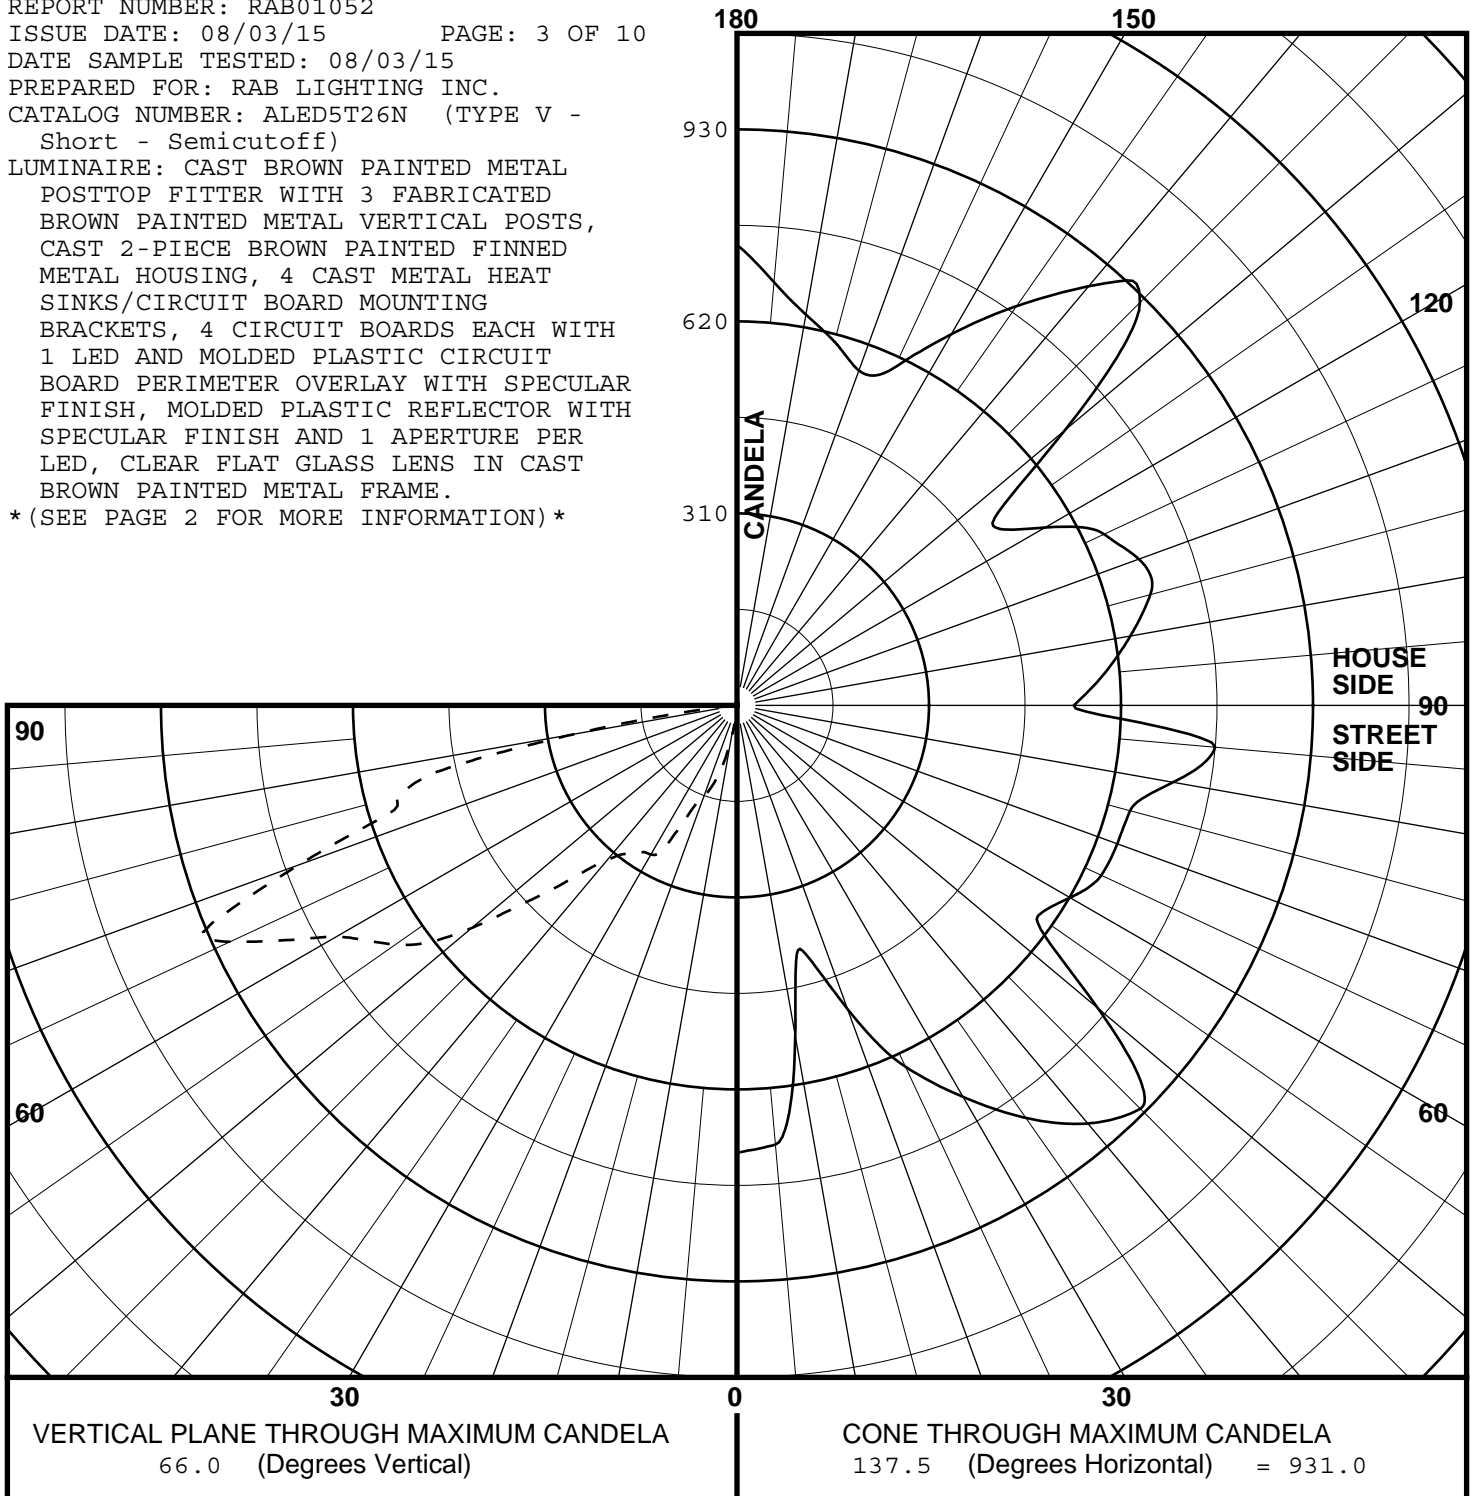 REPORT NUMBER: RAB01052
ISSUE DATE: 08/03/15 PAGE: 3 OF 10
DATE SAMPLE TESTED: 08/03/15
PREPARED FOR: RAB LIGHTING INC.
CATALOG NUMBER: ALED5T26N (TYPE V -
Short - Semicutoff)
LUMINAIRE: CAST BROWN PAINTED METAL
POSTTOP FITTER WITH 3 FABRICATED
BROWN PAINTED METAL VERTICAL POSTS,
CAST 2-PIECE BROWN PAINTED FINNED
METAL HOUSING, 4 CAST METAL HEAT
SINKS/CIRCUIT BOARD MOUNTING
BRACKETS, 4 CIRCUIT BOARDS EACH WITH
1 LED AND MOLDED PLASTIC CIRCUIT
BOARD PERIMETER OVERLAY WITH SPECULAR
FINISH, MOLDED PLASTIC REFLECTOR WITH
SPECULAR FINISH AND 1 APERTURE PER
LED, CLEAR FLAT GLASS LENS IN CAST
BROWN PAINTED METAL FRAME.
*(SEE PAGE 2 FOR MORE INFORMATION)*
180
150
930
120
620
CANDELA
310
HOUSE
SIDE
90
90
STREET
SIDE
60
60
30
0
30
VERTICAL PLANE THROUGH MAXIMUM CANDELA
66.0 (Degrees Vertical)
CONE THROUGH MAXIMUM CANDELA
137.5 (Degrees Horizontal) = 931.0